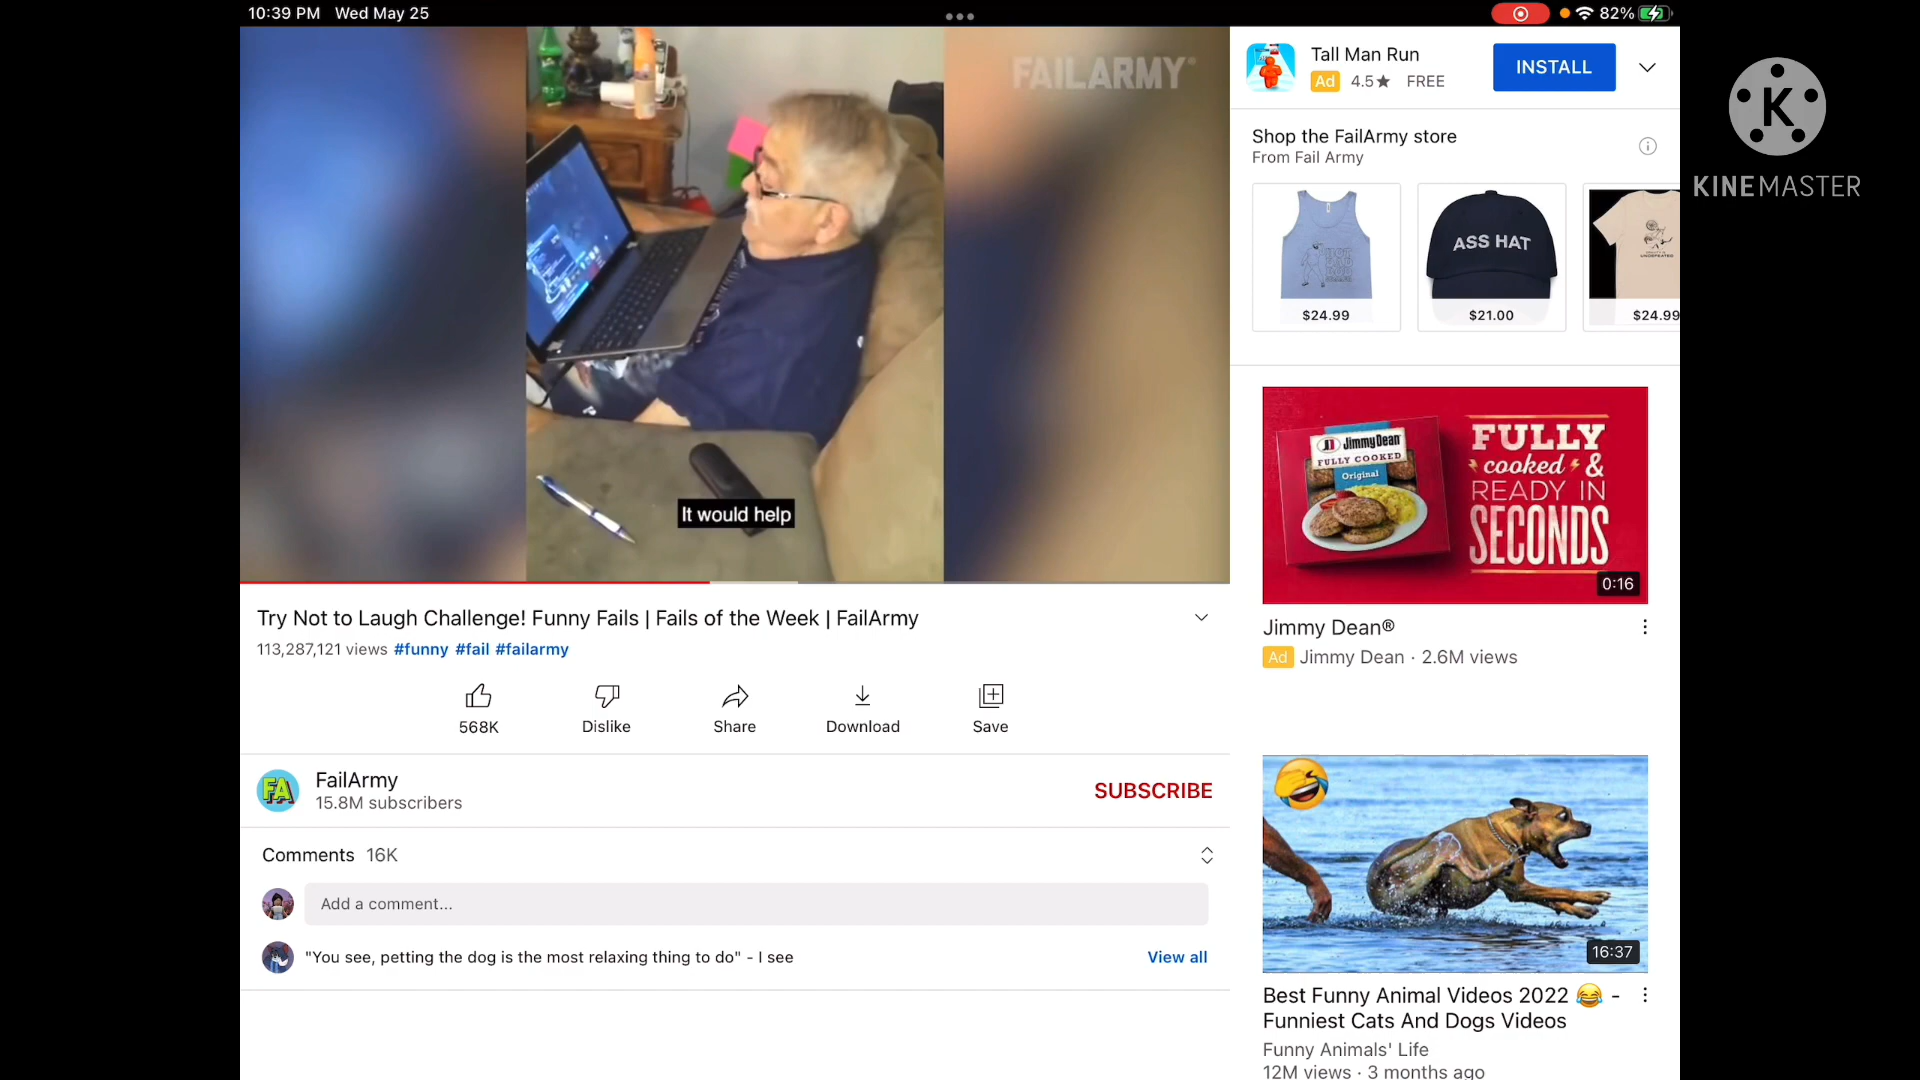 10:39 PM Wed May 25
82%
FAILARMY®
It would help
Try Not to Laugh Challenge! Funny Fails | Fails of the Week | FailArmy
113,287,121 views #funny #fail #failarmy
568K
Dislike
Share
Download
Save
FA
FailArmy
15.8M subscribers
SUBSCRIBE
Comments 16K
Add a comment...
"You see, petting the dog is the most relaxing thing to do" - I see
View all
Tall Man Run
Ad 4.5★ FREE
INSTALL
Shop the FailArmy store
From Fail Army
$24.99
ASS HAT
$21.00
UNDEFEATED
$24.99
Jimmy Dean
FULLY COOKED
Original
FULLY
cooked &
READY IN
SECONDS
0:16
Jimmy Dean®
Ad Jimmy Dean · 2.6M views
16:37
Best Funny Animal Videos 2022 😂 -
Funniest Cats And Dogs Videos
Funny Animals' Life
12M views · 3 months ago
K
KINEMASTER